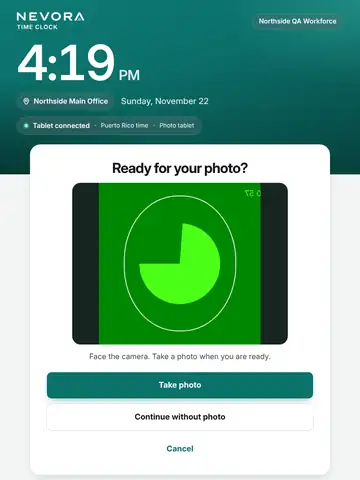 NEVORA
TIME CLOCK
Northside QA Workforce
4:19 PM
Northside Main Office
Sunday, November 22
Tablet connected · Puerto Rico time · Photo tablet
Ready for your photo?
Face the camera. Take a photo when you are ready.
Take photo
Continue without photo
Cancel